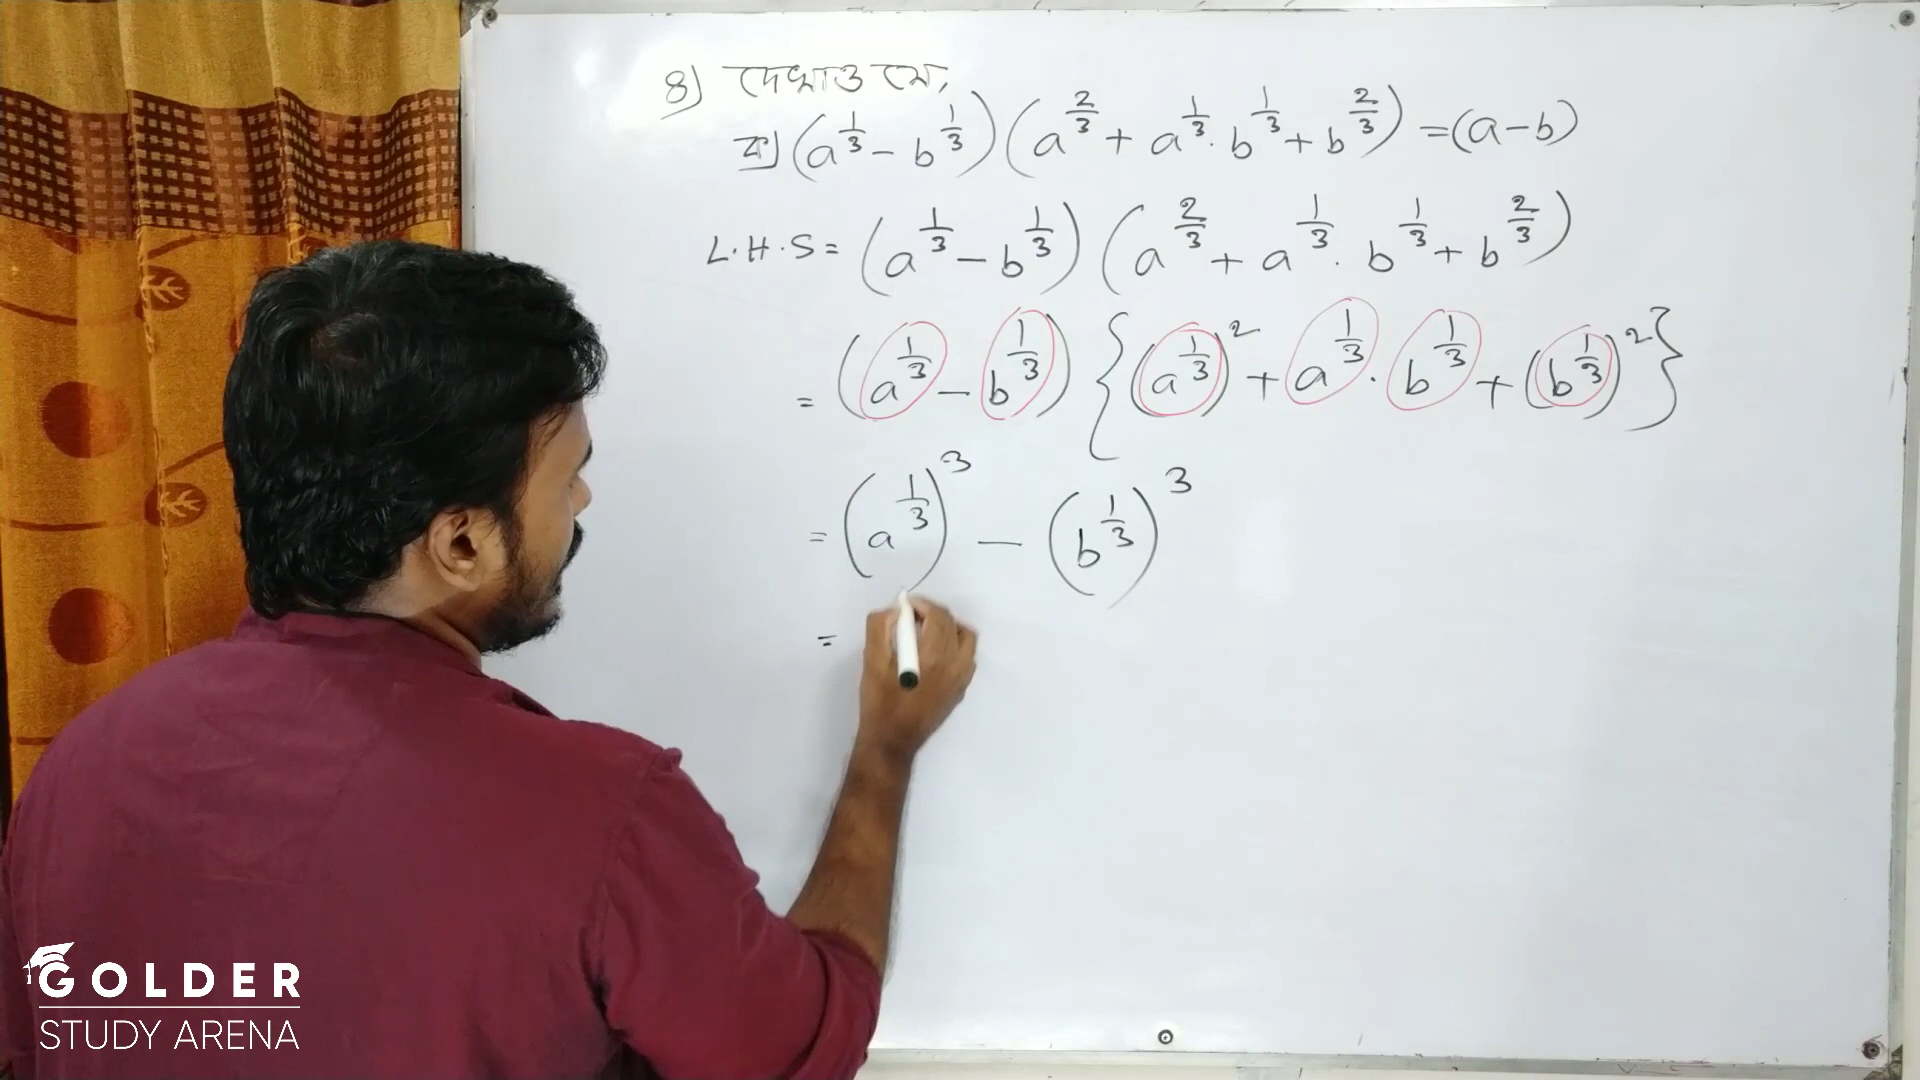 ৪) দেখাও যে,
ক) (a^{1/3} - b^{1/3}) (a^{2/3} + a^{1/3} . b^{1/3} + b^{2/3}) = (a-b)
L.H.S = (a^{1/3} - b^{1/3}) (a^{2/3} + a^{1/3} . b^{1/3} + b^{2/3})
= (a^{1/3} - b^{1/3}) {(a^{1/3})^2 + a^{1/3} . b^{1/3} + (b^{1/3})^2}
= (a^{1/3})^3 - (b^{1/3})^3
=
GOLDER
STUDY ARENA